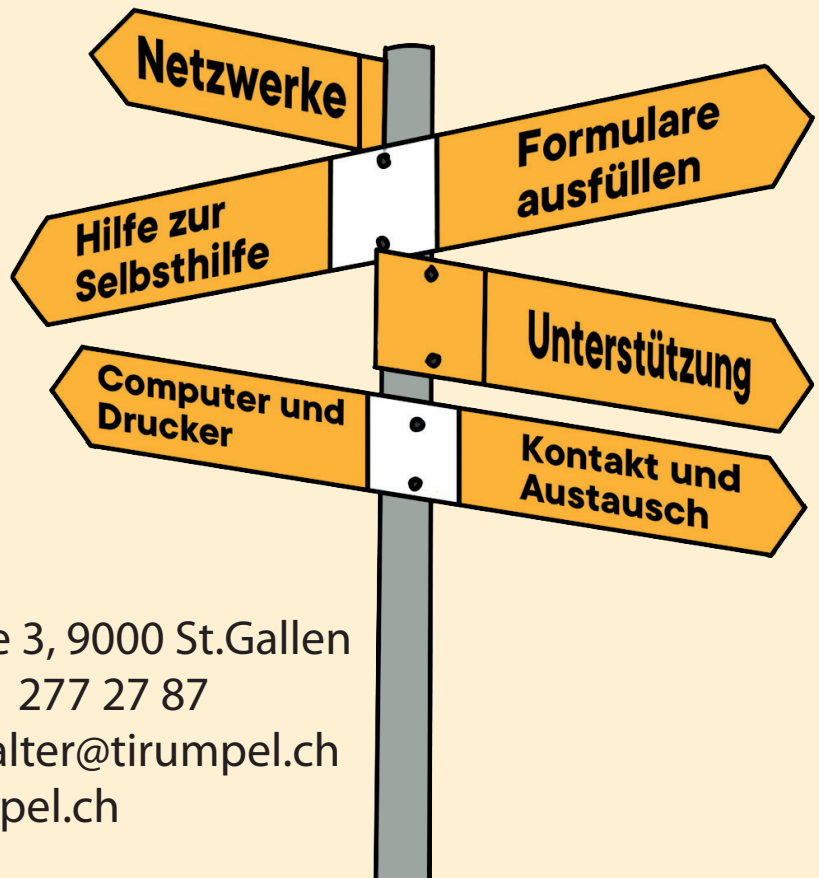 Netzwerke
Formulare
ausfüllen
Hilfe zur
Selbsthilfe
Unterstützung
Computer und
Drucker
Kontakt und
Austausch
e 3, 9000 St.Gallen
277 27 87
alter@tirumpel.ch
pel.ch